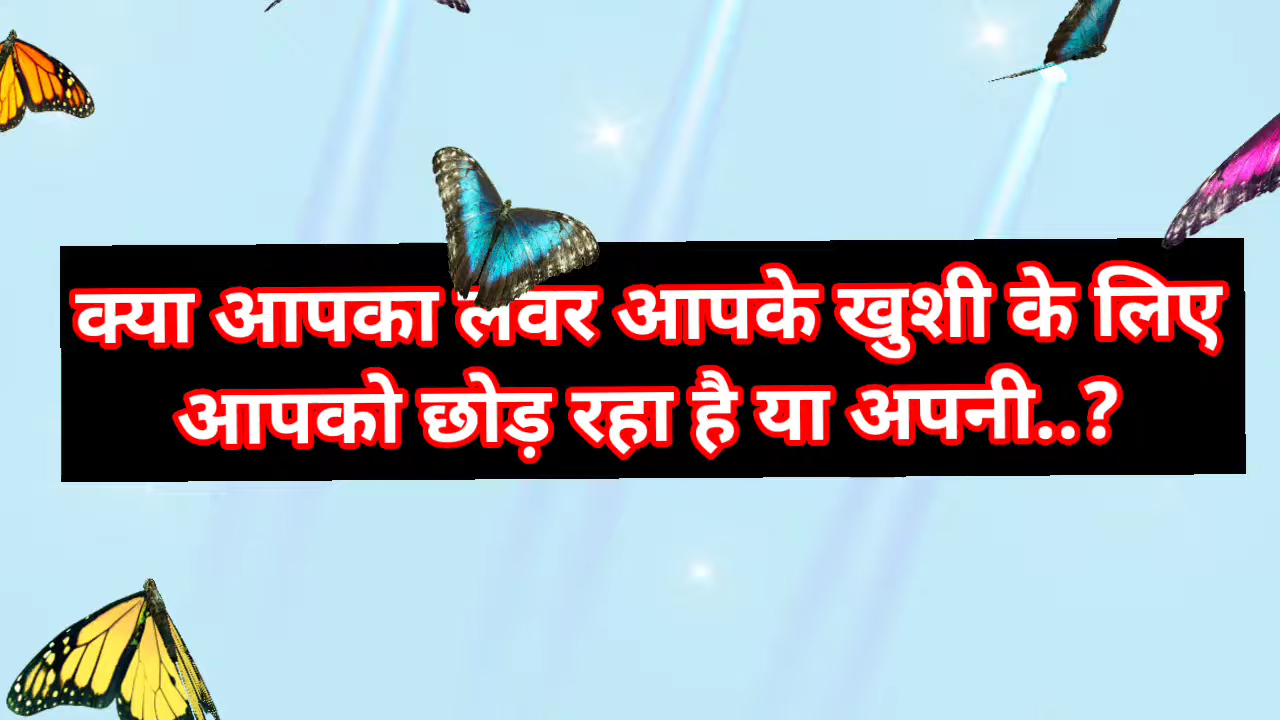 क्या आपका लवर आपके खुशी के लिए
आपको छोड़ रहा है या अपनी..?